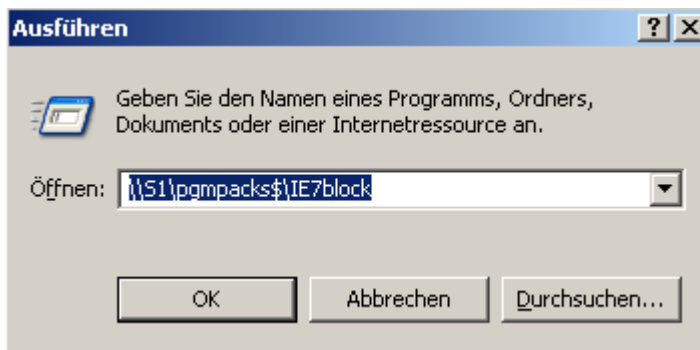 Ausführen
Geben Sie den Namen eines Programms, Ordners,
Dokuments oder einer Internetressource an.
Öffnen: \\S1\pgmpacks$\IE7block
OK Abbrechen Durchsuchen...